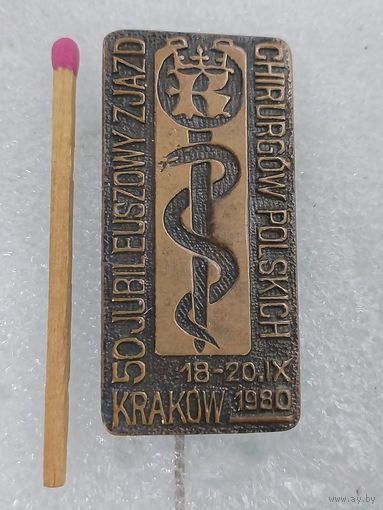 50 JUBILEUSZOWY ZJAZD
CHIRURGÓW POLSKICH
18-20.IX
KRAKÓW 1980
www.ay.by